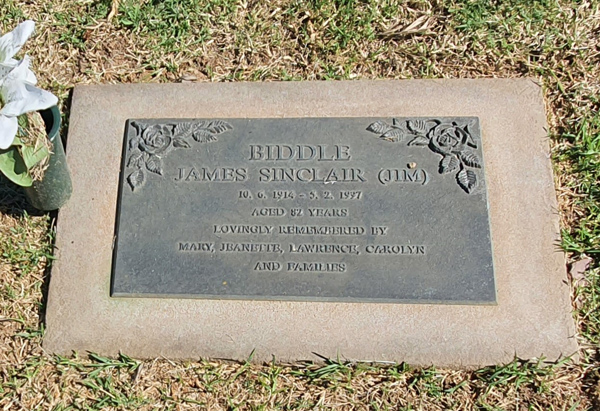 BIDDLE
JAMES SINCLAIR (JIM)
10. 6. 1914 - 5. 2. 1997
AGED 82 YEARS
LOVINGLY REMEMBERED BY
MARY, JEANETTE, LAWRENCE, CAROLYN
AND FAMILIES